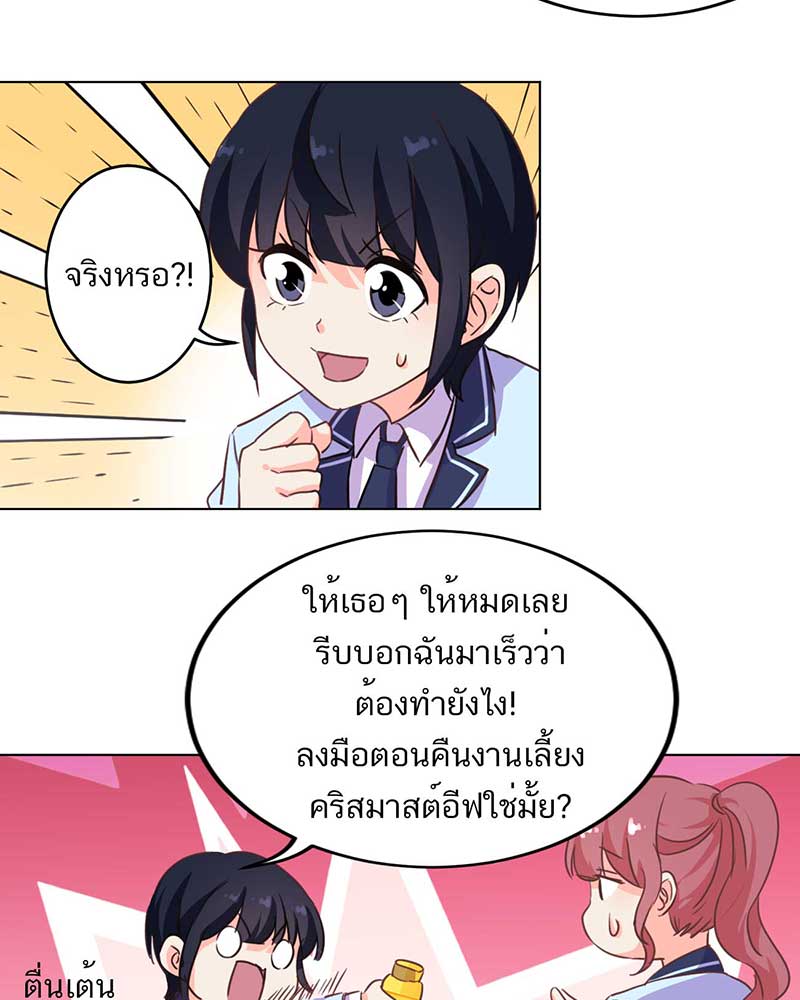 จริงหรอ?!
ให้เธอๆ ให้หมดเลย
รีบบอกฉันมาเร็วว่า
ต้องทำยังไง!
ลงมือตอนคืนงานเลี้ยง
คริสมาสต์อีฟใช่มั้ย?
ตื่นเต้น